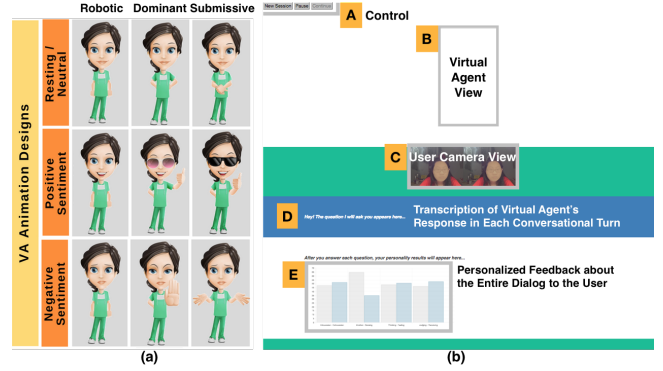 Robotic
Dominant
Submissive
VA Animation Designs
Resting /
Neutral
Positive
Sentiment
Negative
Sentiment
(a)
New Session
Pause
Continue
A
Control
B
Virtual
Agent
View
C
User Camera View
D
Hey! The question I will ask you appears here...
Transcription of Virtual Agent's
Response in Each Conversational Turn
After you answer each question, your personality results will appear here...
E
Personalized Feedback about
the Entire Dialog to the User
(b)